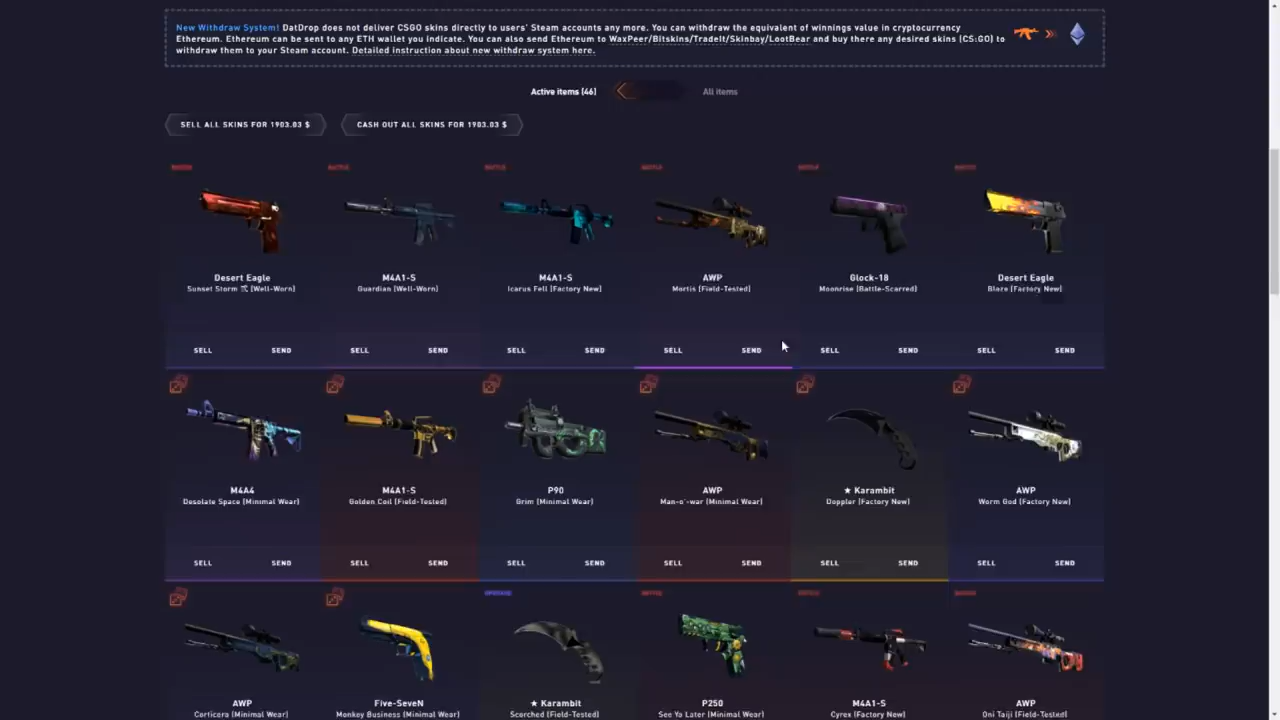 New Withdraw System! DatDrop does not deliver CSGO skins directly to users' Steam accounts any more. You can withdraw the equivalent of winnings value in cryptocurrency
Ethereum. Ethereum can be sent to any ETH wallet you indicate. You can also send Ethereum to WaxPeer/Bitskins/TradeIt/Skinbay/LootBear and buy there any desired skins (CS:GO) to
withdraw them to your Steam account. Detailed instruction about new withdraw system here.
Active items (46) All items
SELL ALL SKINS FOR 1903.03 $ CASH OUT ALL SKINS FOR 1903.03 $
BATTLE BATTLE BATTLE BATTLE BATTLE BATTLE
Desert Eagle M4A1-S M4A1-S AWP Glock-18 Desert Eagle
Sunset Storm 弐 (Well-Worn) Guardian (Well-Worn) Icarus Fell (Factory New) Mortis (Field-Tested) Moonrise (Battle-Scarred) Blaze (Factory New)
SELL SEND SELL SEND SELL SEND SELL SEND SELL SEND SELL SEND
M4A4 M4A1-S P90 AWP ★ Karambit AWP
Desolate Space (Minimal Wear) Golden Coil (Field-Tested) Grim (Minimal Wear) Man-o'-war (Minimal Wear) Doppler (Factory New) Worm God (Factory New)
SELL SEND SELL SEND SELL SEND SELL SEND SELL SEND SELL SEND
UPGRADE BATTLE BATTLE BATTLE
AWP Five-SeveN ★ Karambit P250 M4A1-S AWP
Corticera (Minimal Wear) Monkey Business (Minimal Wear) Scorched (Field-Tested) See Ya Later (Minimal Wear) Cyrex (Factory New) Oni Taiji (Field-Tested)